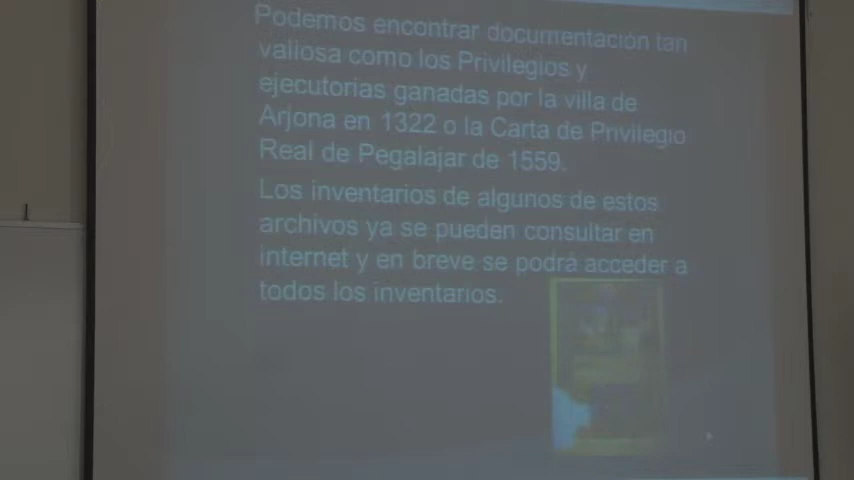 Podemos encontrar documentación tan
valiosa como los Privilegios y
ejecutorias ganadas por la villa de
Arjona en 1322 o la Carta de Privilegio
Real de Pegalajar de 1559.
Los inventarios de algunos de estos
archivos ya se pueden consultar en
internet y en breve se podrá acceder a
todos los inventarios.